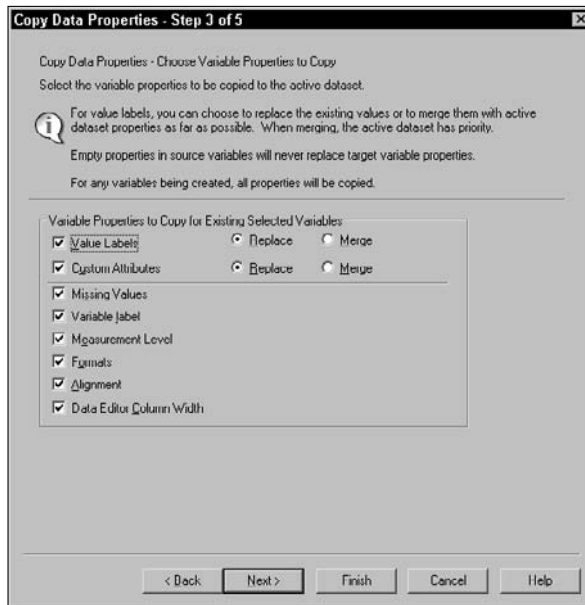 Copy Data Properties - Step 3 of 5
Copy Data Properties - Choose Variable Properties to Copy
Select the variable properties to be copied to the active dataset.
For value labels, you can choose to replace the existing values or to merge them with active
dataset properties as far as possible. When merging, the active dataset has priority.
Empty properties in source variables will never replace target variable properties.
For any variables being created, all properties will be copied.
Variable Properties to Copy for Existing Selected Variables
Value Labels Replace Merge
Custom Attributes Replace Merge
Missing Values
Variable label
Measurement Level
Formats
Alignment
Data Editor Column Width
< Back Next > Finish Cancel Help